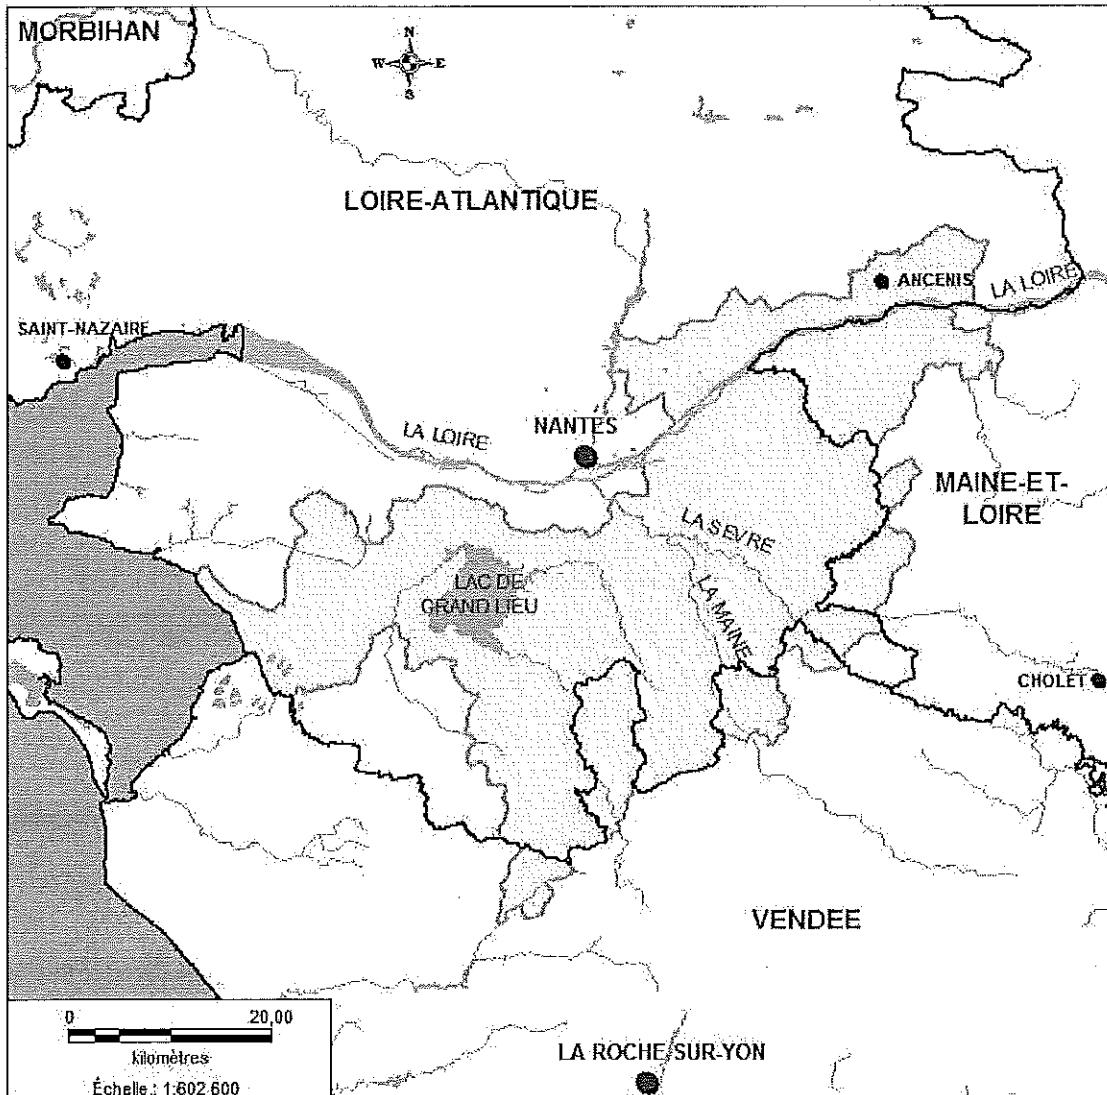 MORBIHAN
N
W E
S
LOIRE-ATLANTIQUE
ANCENIS
LA LOIRE
SAINT-NAZAIRE
NANTES
LA LOIRE
MAINE-ET-
LOIRE
LA SEVRE
LAC DE
GRAND LIEU
LA MAINE
CHOLET
VENDEE
0 20,00
kilomètres
Échelle : 1:602 600
LA ROCHE-SUR-YON